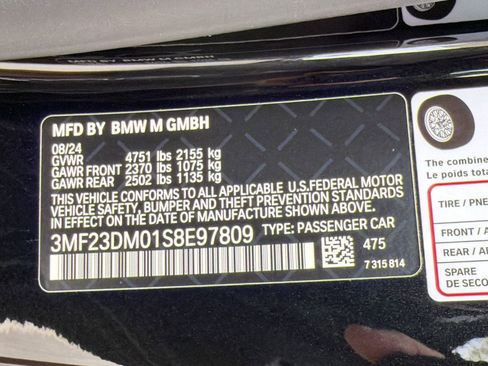 MFD BY BMW M GMBH
08/24
GVWR 4751 lbs 2155 kg
GAWR FRONT 2370 lbs 1075 kg
GAWR REAR 2502 lbs 1135 kg
THIS VEHICLE CONFORMS TO ALL APPLICABLE U.S.FEDERAL MOTOR
VEHICLE SAFETY, BUMPER, AND THEFT PREVENTION STANDARDS
IN EFFECT ON THE DATE OF MANUFACTURE SHOWN ABOVE.
3MF23DM01S8E97809 TYPE: PASSENGER CAR
475
7 315 814
The combine
Le poids total
TIRE / PN
FRONT / A
REAR / AR
SPARE
DE SECO